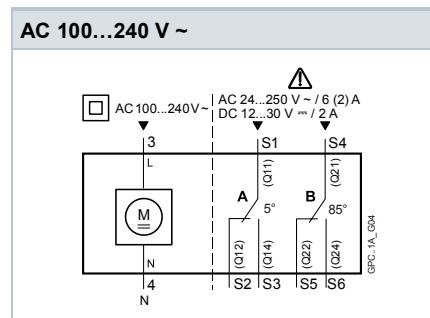 AC 100…240 V ~
AC 100...240 V ~
AC 24...250 V ~ / 6 (2) A
DC 12...30 V ⎓ / 2 A
3
S1
S4
L
(Q11)
(Q21)
A
B
M
5°
85°
N
(Q12)
(Q14)
(Q22)
(Q24)
GPC..1A_G04
4
S2
S3
S5
S6
N